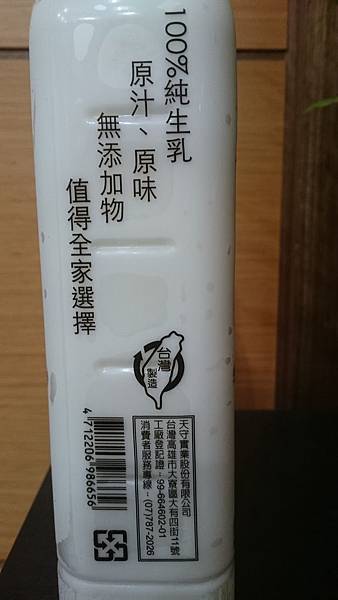 100%純生乳
原汁、原味
無添加物
值得全家選擇
台灣
製造
天守實業股份有限公司
台灣高雄市大寮區大有四街11號
工廠登記證:99-664602-01
消費者服務專線:(07)787-2026
4 712206 986656